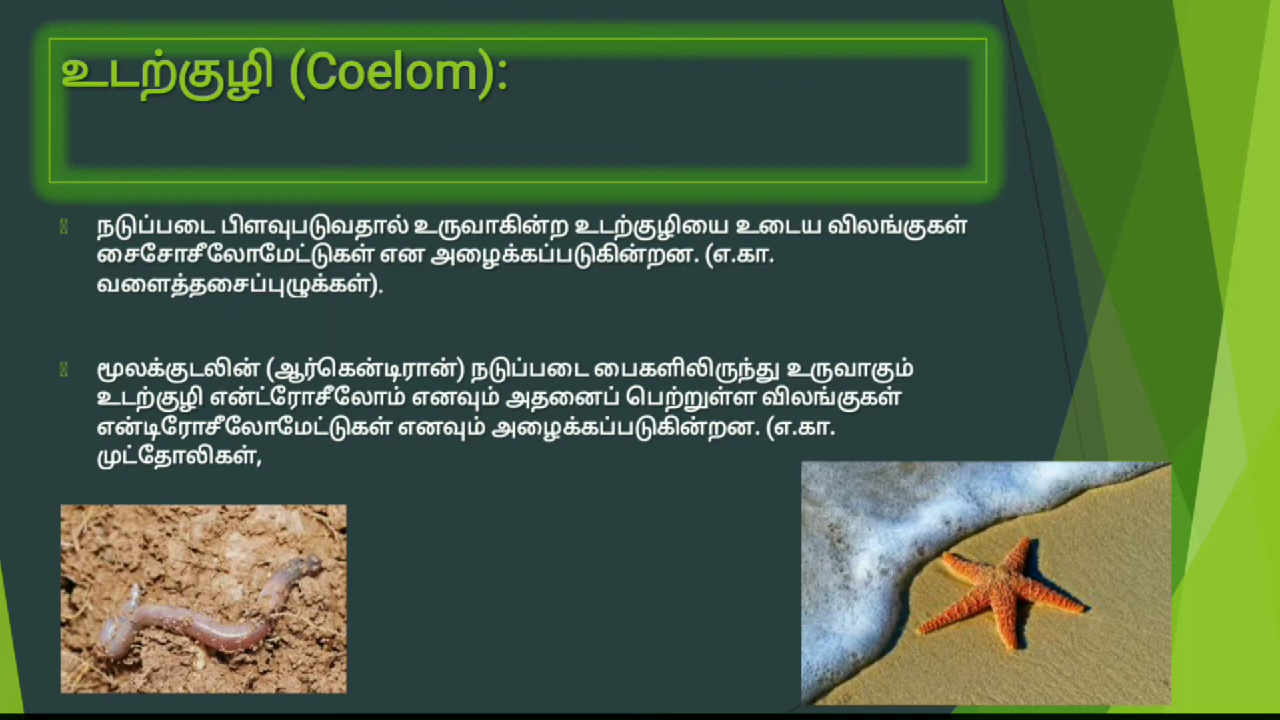 உடற்குழி (Coelom):
நடுப்படை பிளவுபடுவதால் உருவாகின்ற உடற்குழியை உடைய விலங்குகள்
சைசோசீலோமேட்டுகள் என அழைக்கப்படுகின்றன. (எ.கா.
வளைத்தசைப்புழுக்கள்).
மூலக்குடலின் (ஆர்கென்டிரான்) நடுப்படை பைகளிலிருந்து உருவாகும்
உடற்குழி என்ட்ரோசீலோம் எனவும் அதனைப் பெற்றுள்ள விலங்குகள்
என்டிரோசீலோமேட்டுகள் எனவும் அழைக்கப்படுகின்றன. (எ.கா.
முட்தோலிகள்,